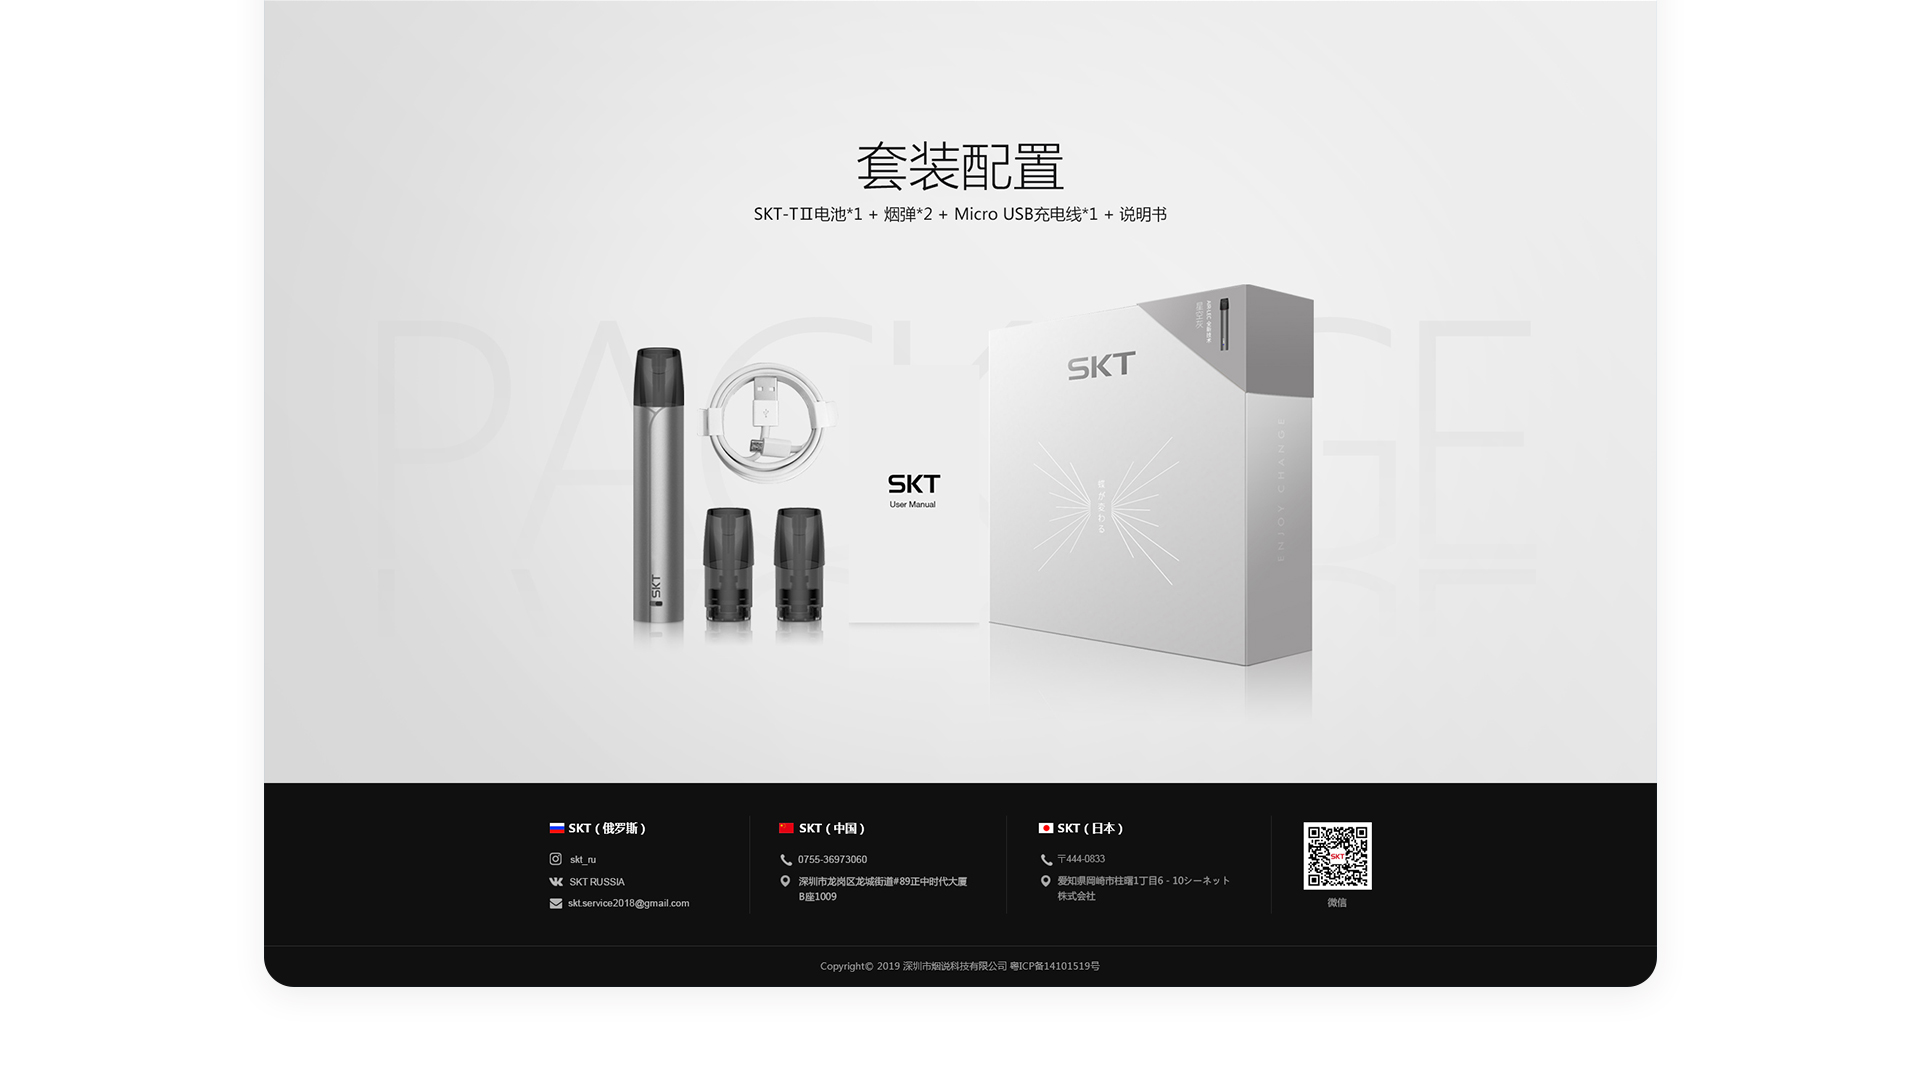 套装配置
SKT-TⅡ电池*1 + 烟弹*2 + Micro USB充电线*1 + 说明书
PACKAGE
SKT
SKT
User Manual
SKT
ENJOY CHANGE
SKT ( 俄罗斯 )
skt_ru
SKT RUSSIA
skt.service2018@gmail.com
SKT ( 中国 )
0755-36973060
深圳市龙岗区龙城街道#89正中时代大厦
B座1009
SKT ( 日本 )
〒444-0833
爱知県岡崎市柱曙1丁目6 - 10シーネット
株式会社
SKT
微信
Copyright© 2019 深圳市烟说科技有限公司 粤ICP备14101519号